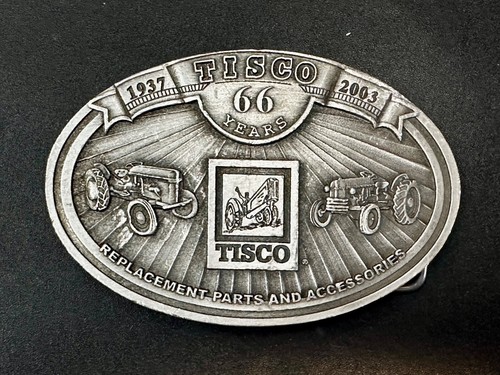 TISCO
1937 2003
66
YEARS
TISCO
®
REPLACEMENT PARTS AND ACCESSORIES